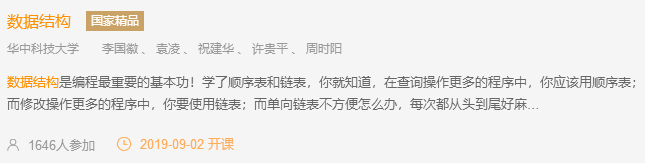 数据结构 国家精品
华中科技大学 李国徽 、 袁凌 、 祝建华 、 许贵平 、 周时阳
数据结构是编程最重要的基本功！学了顺序表和链表，你就知道，在查询操作更多的程序中，你应该用顺序表；
而修改操作更多的程序中，你要使用链表；而单向链表不方便怎么办，每次都从头到尾好麻...
1646人参加 2019-09-02 开课